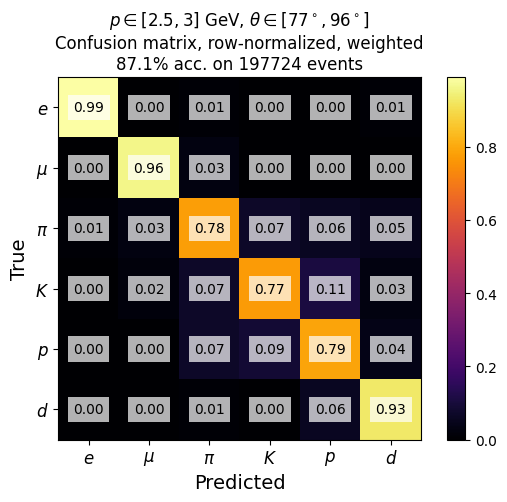 p ∈ [2.5, 3] GeV, θ ∈ [77°, 96°]
Confusion matrix, row-normalized, weighted
87.1% acc. on 197724 events
e 0.99 0.00 0.01 0.00 0.00 0.01
μ 0.00 0.96 0.03 0.00 0.00 0.00
π 0.01 0.03 0.78 0.07 0.06 0.05
K 0.00 0.02 0.07 0.77 0.11 0.03
p 0.00 0.00 0.07 0.09 0.79 0.04
d 0.00 0.00 0.01 0.00 0.06 0.93
e μ π K p d
Predicted
True
0.8
0.6
0.4
0.2
0.0